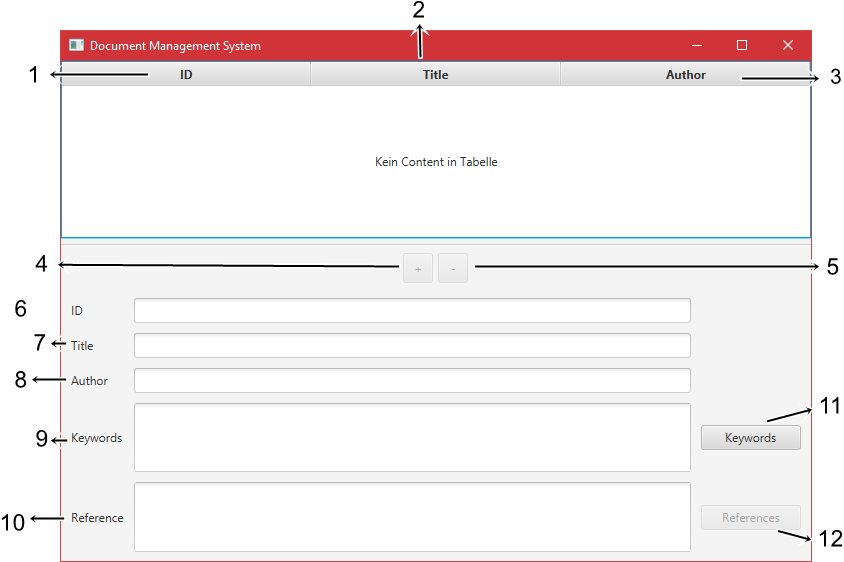 2
Document Management System
1 ID Title Author 3
Kein Content in Tabelle
4 + - 5
6 ID
7 Title
8 Author
11
9 Keywords Keywords
10 Reference References
12